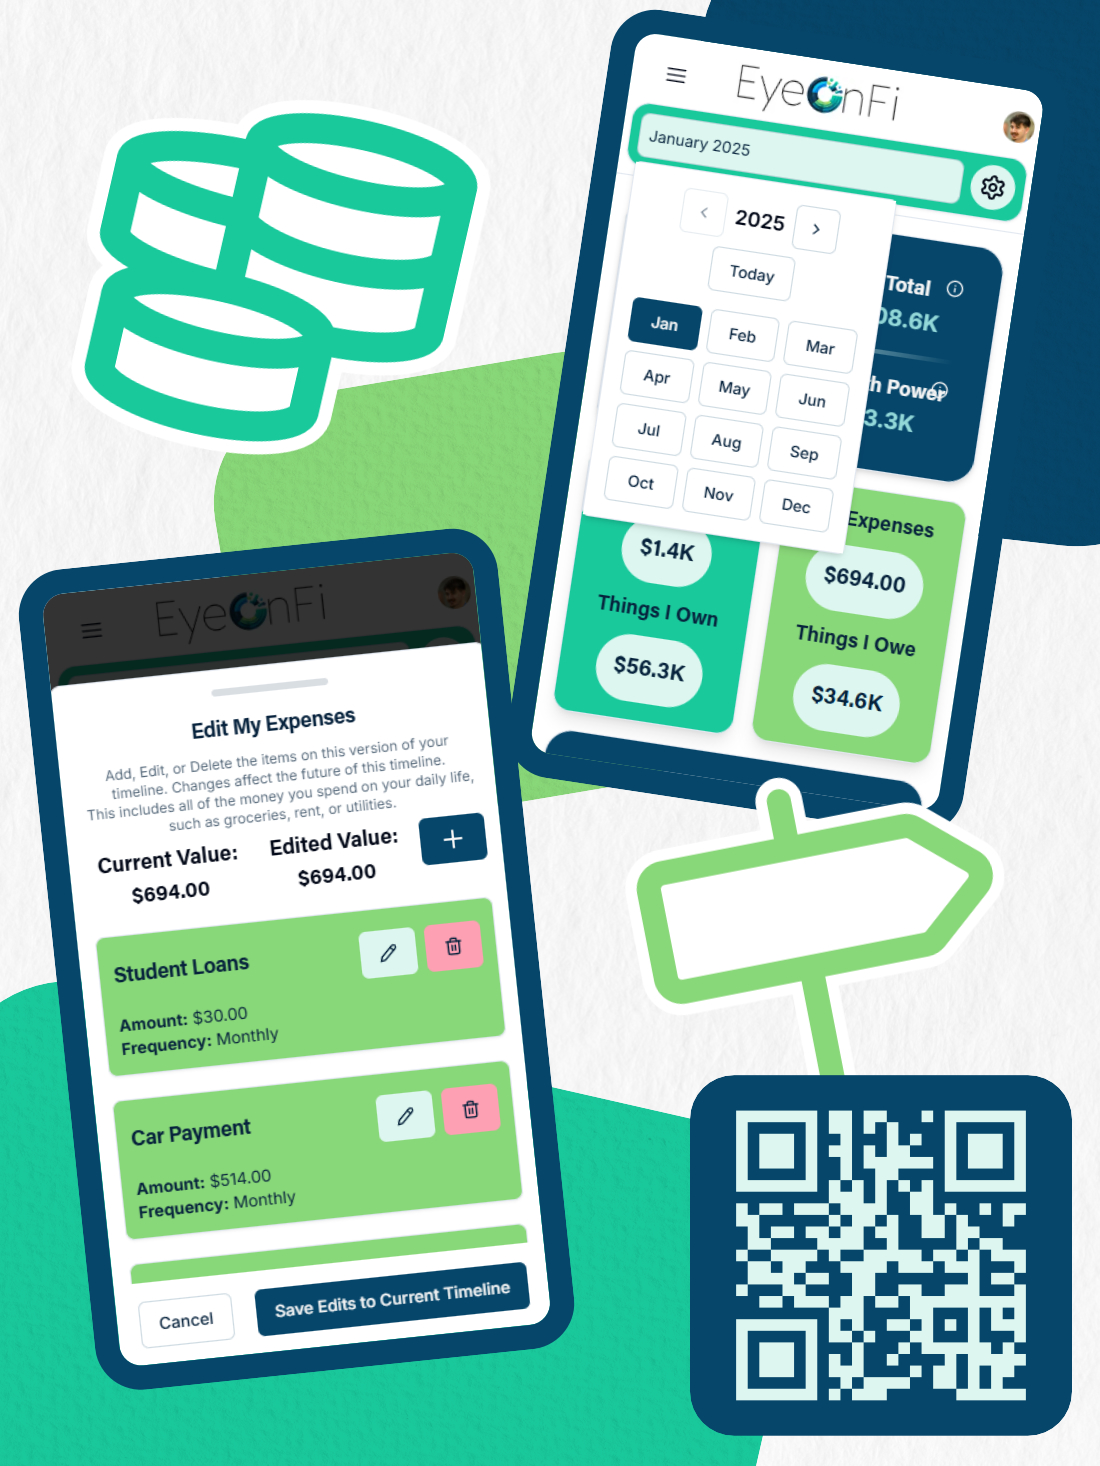 EyeOnFi
January 2025
2025
Today
Jan Feb Mar
Apr May Jun
Jul Aug Sep
Oct Nov Dec
Total
08.6K
h Power
3.3K
$1.4K
Things I Own
$56.3K
Expenses
$694.00
Things I Owe
$34.6K
EyeOnFi
Edit My Expenses
Add, Edit, or Delete the items on this version of your
timeline. Changes affect the future of this timeline.
This includes all of the money you spend on your daily life,
such as groceries, rent, or utilities.
Current Value: Edited Value:
$694.00 $694.00
Student Loans
Amount: $30.00
Frequency: Monthly
Car Payment
Amount: $514.00
Frequency: Monthly
Cancel
Save Edits to Current Timeline